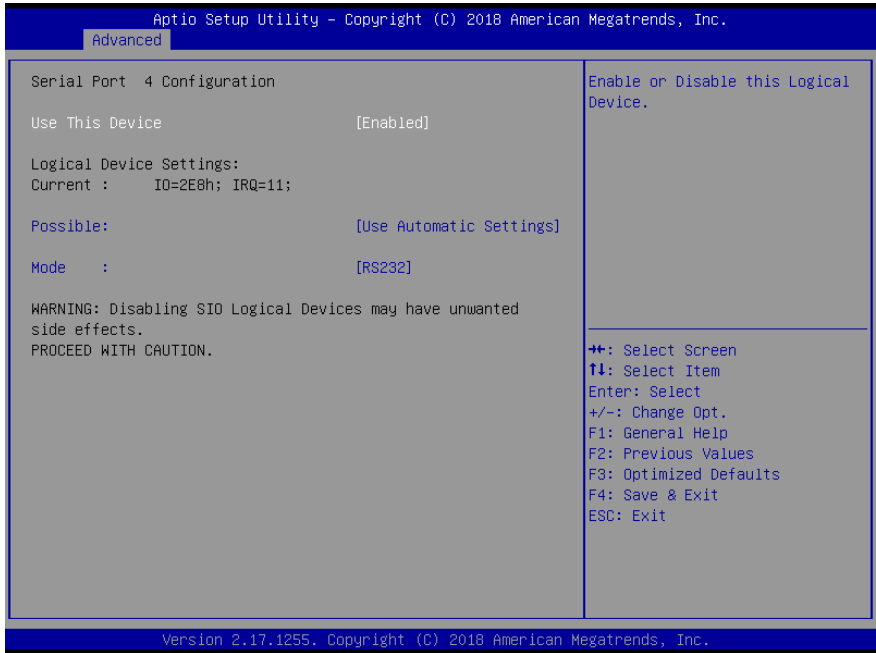 Aptio Setup Utility – Copyright (C) 2018 American Megatrends, Inc.
Advanced
Serial Port  4 Configuration
Use This Device [Enabled]
Logical Device Settings:
Current :  IO=2E8h; IRQ=11;
Possible: [Use Automatic Settings]
Mode : [RS232]
WARNING: Disabling SIO Logical Devices may have unwanted
side effects.
PROCEED WITH CAUTION.
Enable or Disable this Logical
Device.
→←: Select Screen
↑↓: Select Item
Enter: Select
+/-: Change Opt.
F1: General Help
F2: Previous Values
F3: Optimized Defaults
F4: Save & Exit
ESC: Exit
Version 2.17.1255. Copyright (C) 2018 American Megatrends, Inc.